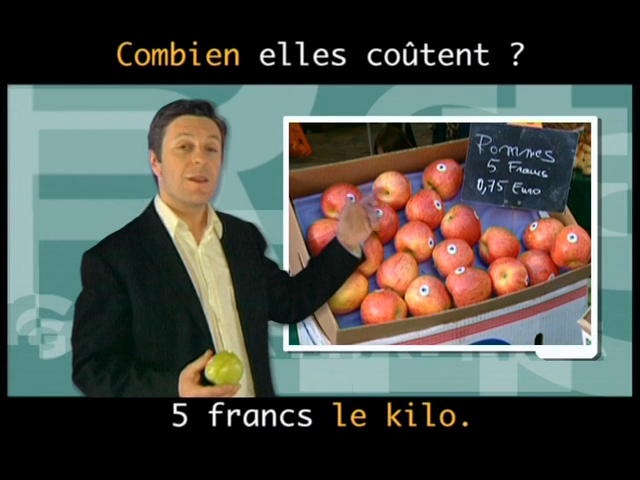 Combien elles coûtent ?
Pommes
5 Francs
0,75 Euro
5 francs le kilo.